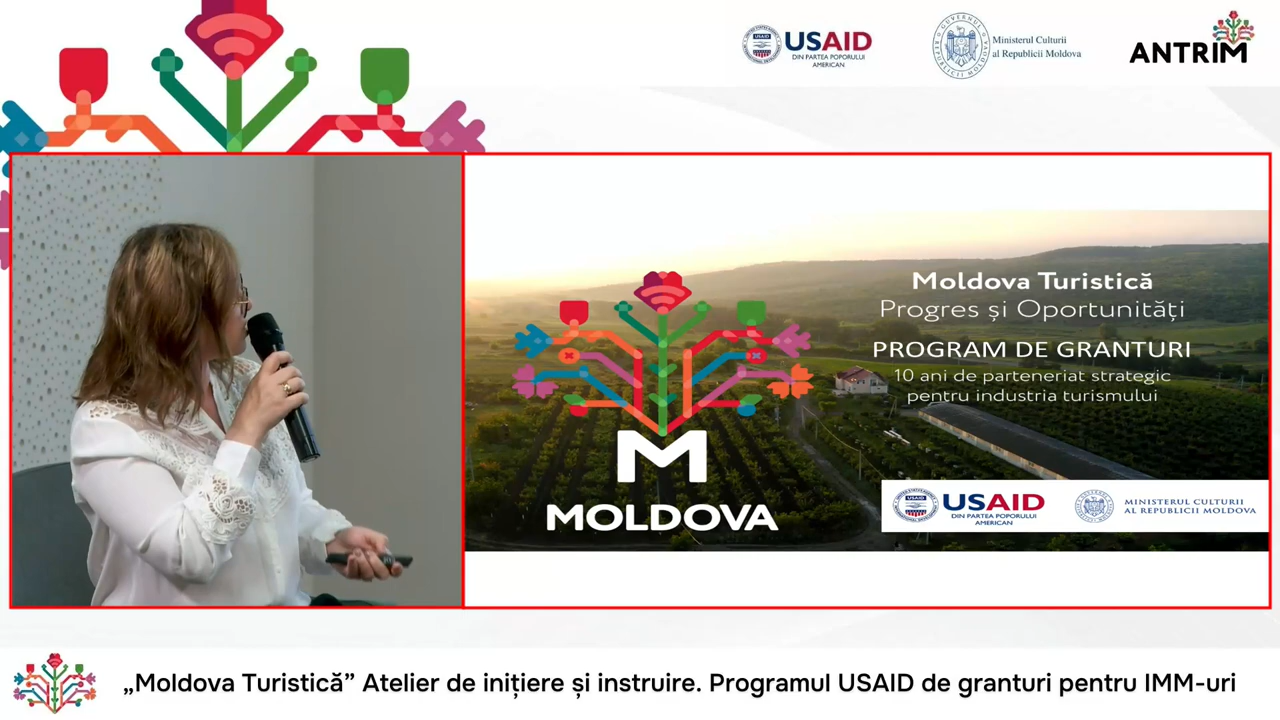 USAID
DIN PARTEA POPORULUI
AMERICAN
Ministerul Culturii
al Republicii Moldova
ANTRIM
Moldova Turistică
Progres și Oportunități
PROGRAM DE GRANTURI
10 ani de parteneriat strategic
pentru industria turismului
M
MOLDOVA
USAID
DIN PARTEA POPORULUI
AMERICAN
MINISTERUL CULTURII
AL REPUBLICII MOLDOVA
„Moldova Turistică” Atelier de inițiere și instruire. Programul USAID de granturi pentru IMM-uri